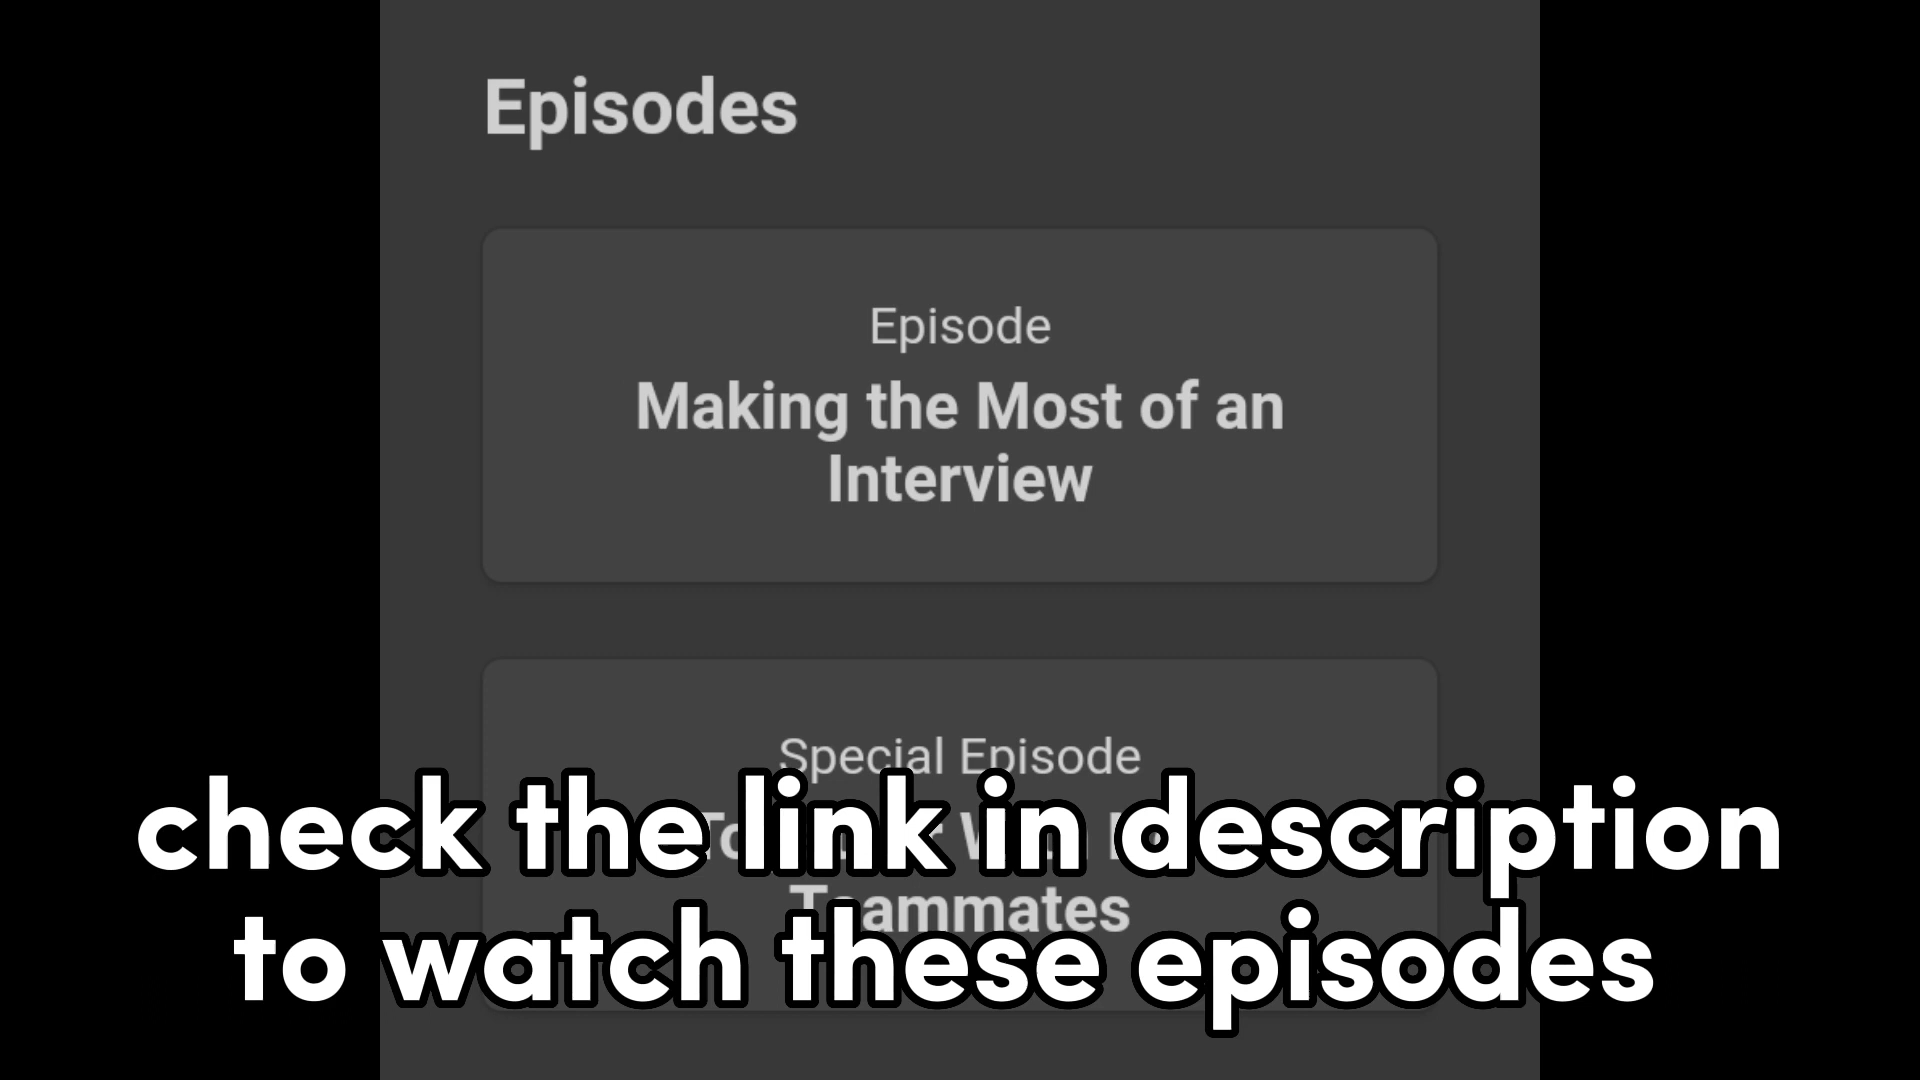 Episodes
Episode
Making the Most of an
Interview
Special Episode
Teammates
check the link in description
to watch these episodes